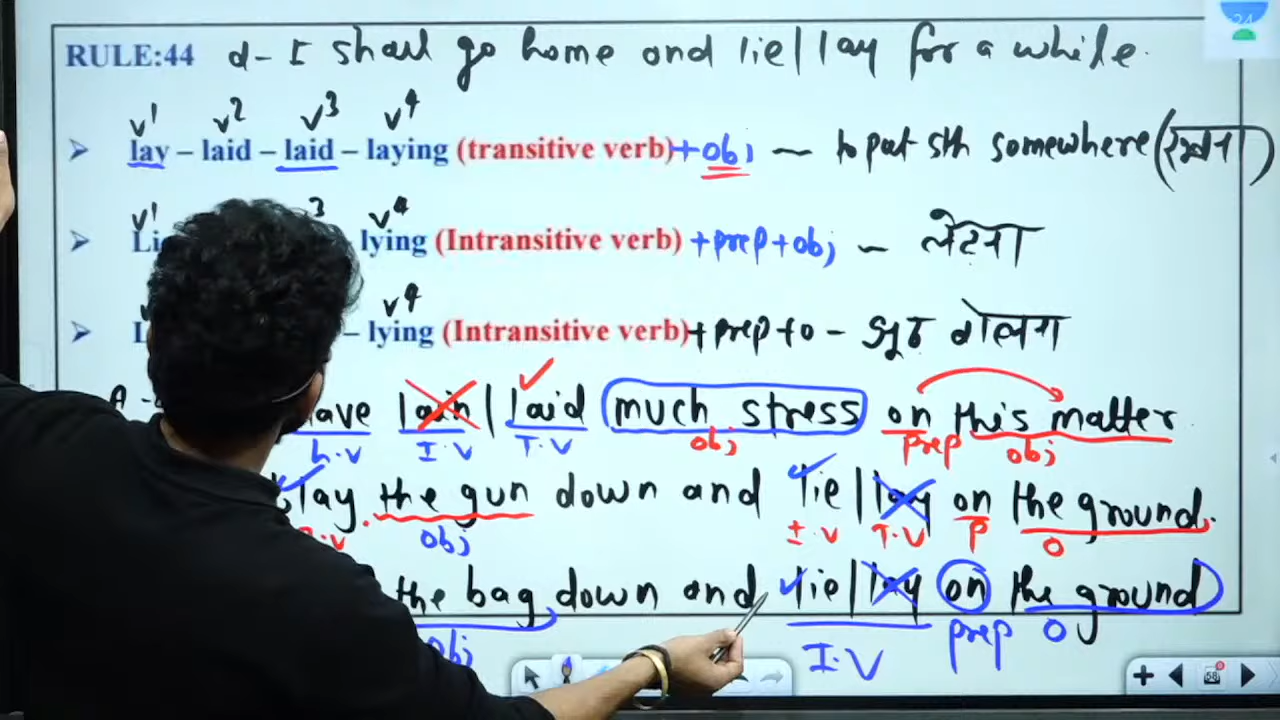 24
RULE:44 d- I shall go home and lie/lay for a while.
v1 v2 v3 v4
➤ lay – laid – laid – laying (transitive verb)+obj ~ to put sth somewhere (रखना)
v1 3 v4
➤ Li lying (Intransitive verb) +prep+obj ~ लेटना
v4
➤ L – lying (Intransitive verb)+prep+o - झूठ बोलना
A- have lain/laid much stress on this matter
h.v I.V T.V obj prep obj
lay the gun down and lie/lay on the ground.
.v obj I.V T.V P O
the bag down and lie/lay on the ground
obj I.V prep O
58